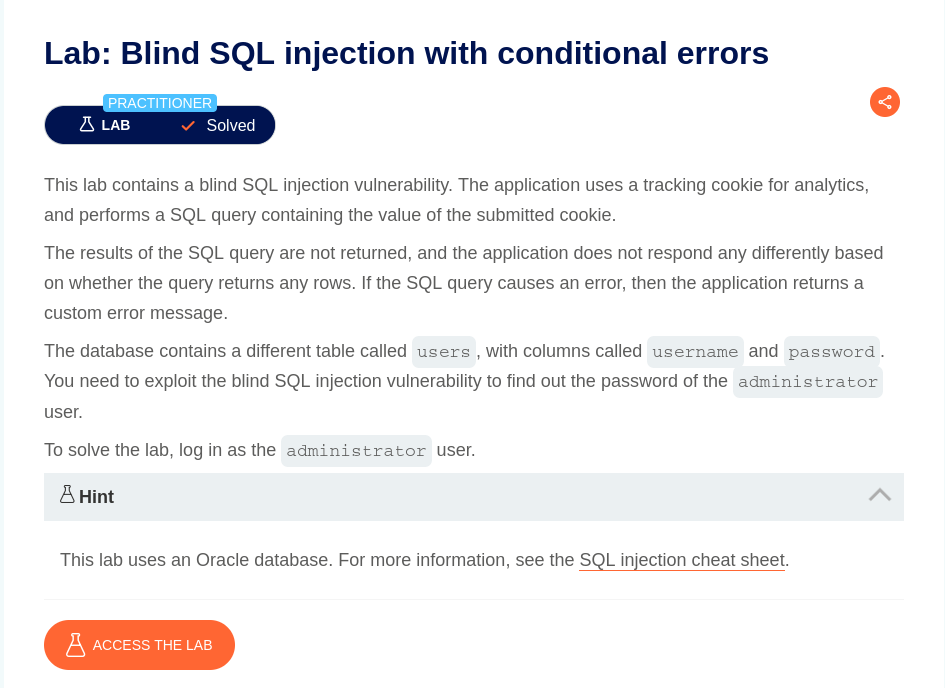 Lab: Blind SQL injection with conditional errors
PRACTITIONER
LAB Solved
This lab contains a blind SQL injection vulnerability. The application uses a tracking cookie for analytics,
and performs a SQL query containing the value of the submitted cookie.
The results of the SQL query are not returned, and the application does not respond any differently based
on whether the query returns any rows. If the SQL query causes an error, then the application returns a
custom error message.
The database contains a different table called users, with columns called username and password.
You need to exploit the blind SQL injection vulnerability to find out the password of the administrator
user.
To solve the lab, log in as the administrator user.
Hint
This lab uses an Oracle database. For more information, see the SQL injection cheat sheet.
ACCESS THE LAB